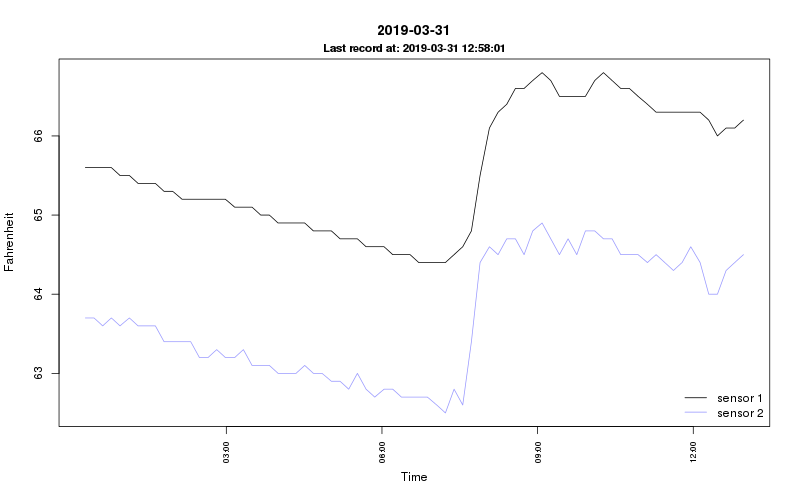 2019-03-31
Last record at: 2019-03-31 12:58:01
66
65
64
63
Fahrenheit
sensor 1
sensor 2
03:00
06:00
09:00
12:00
Time